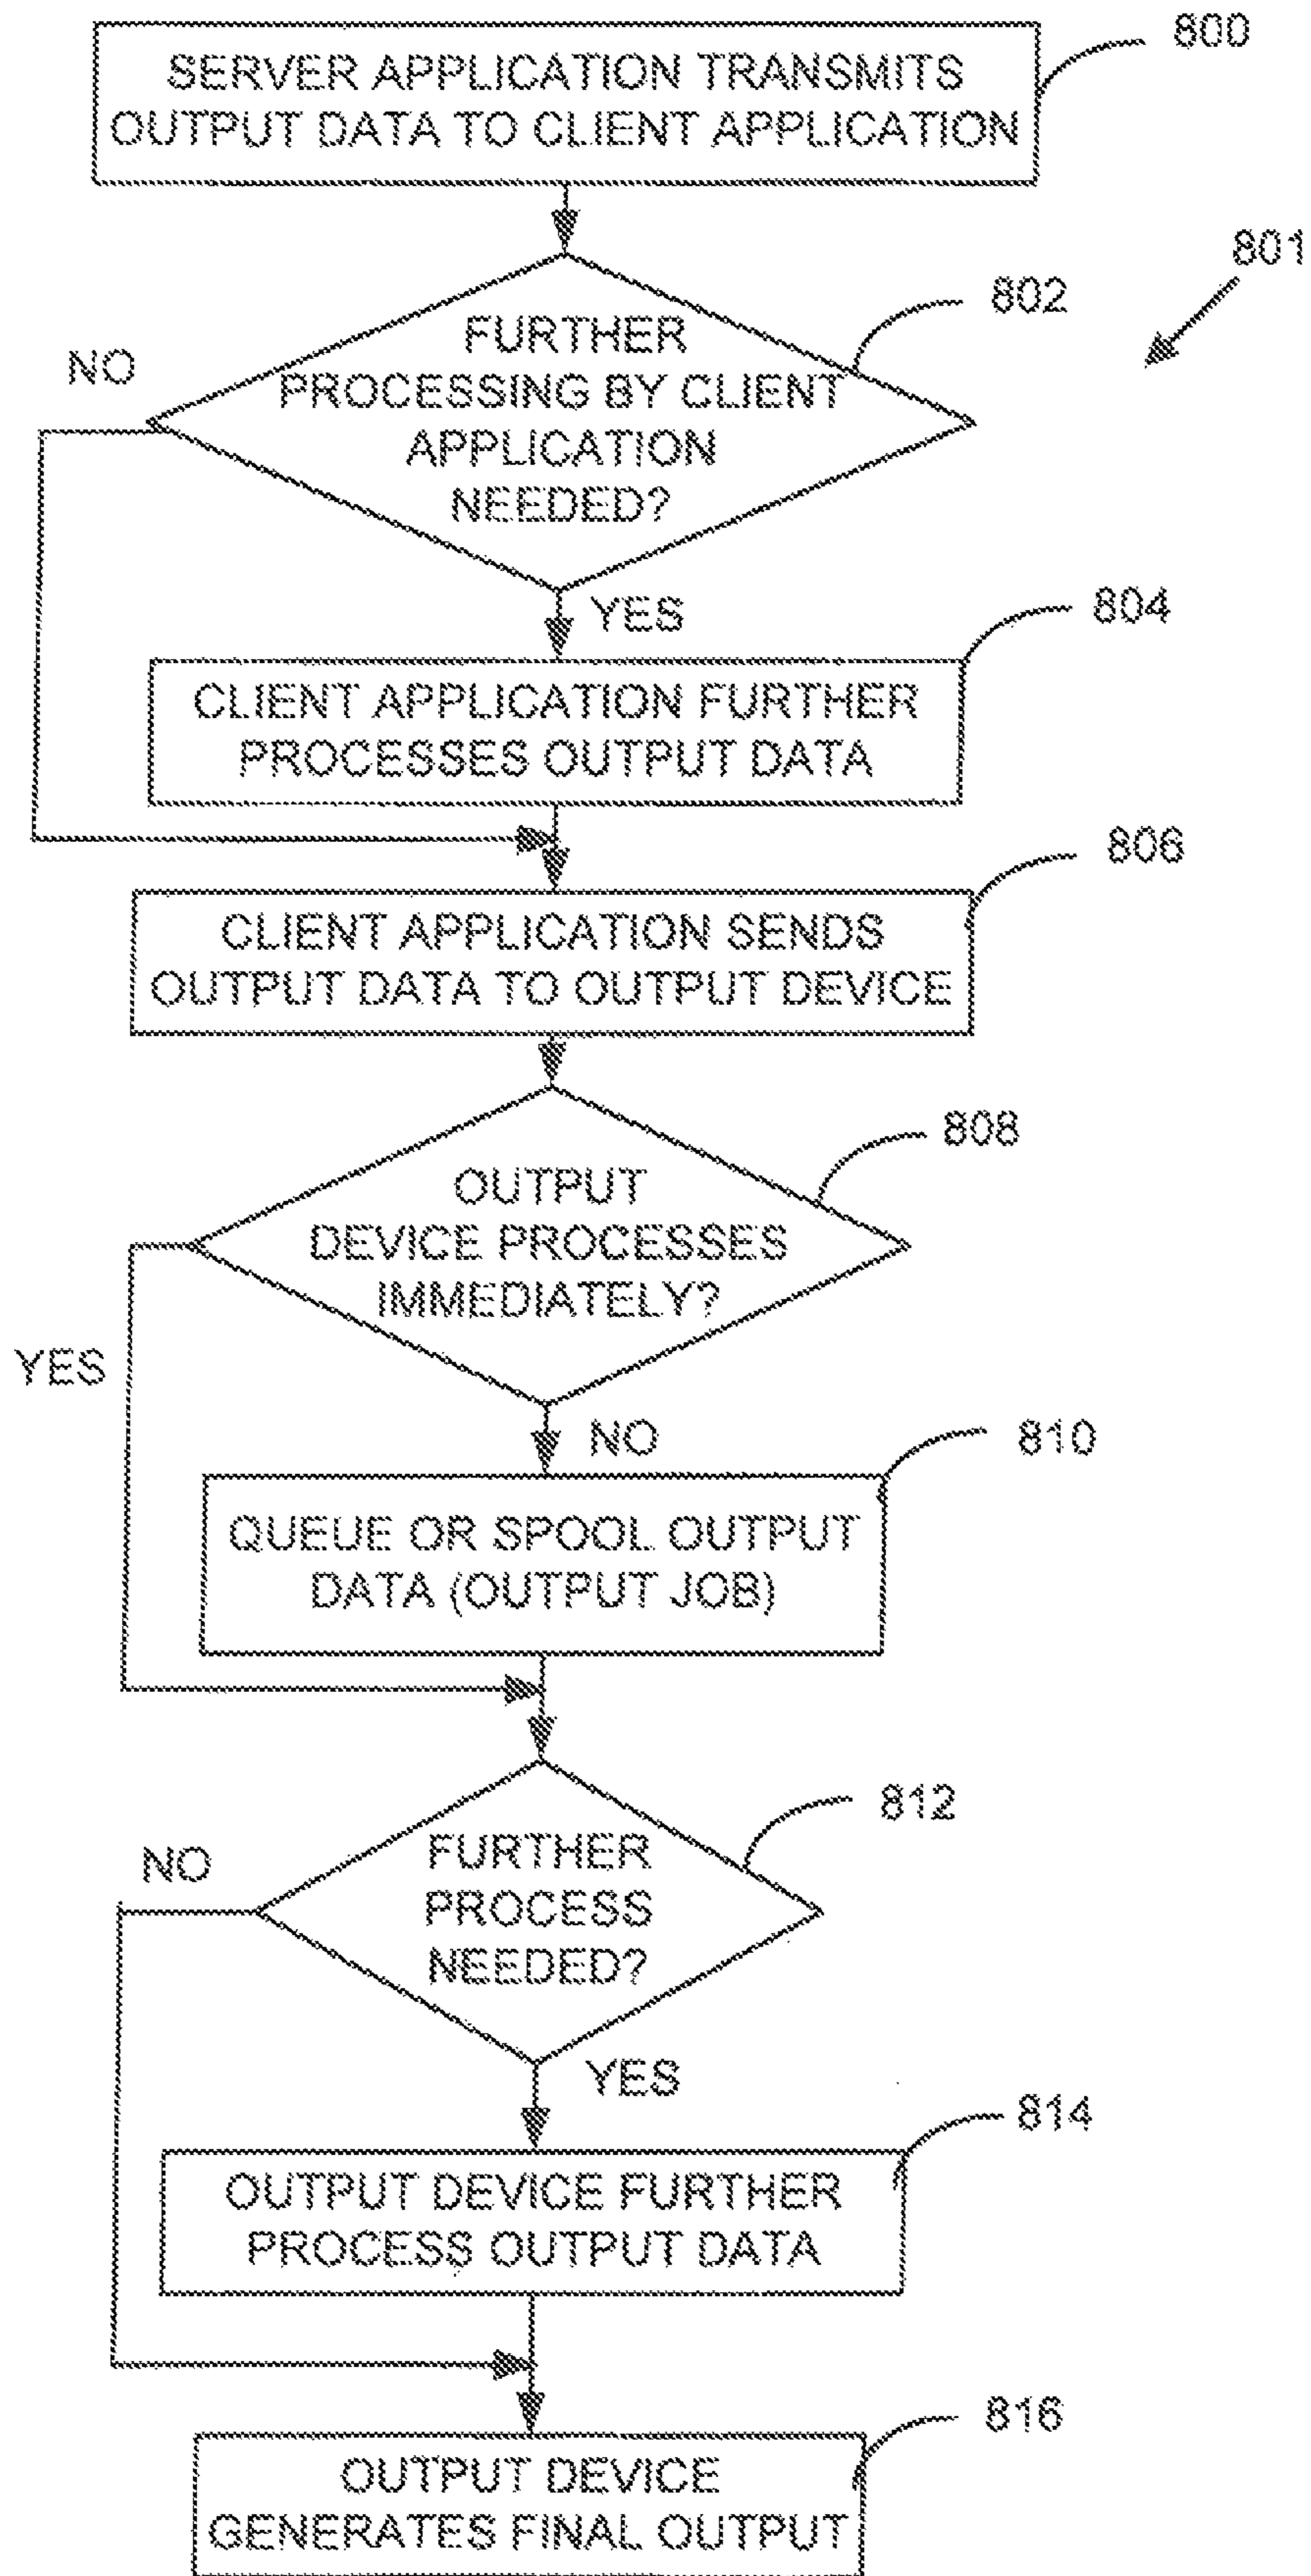 800
SERVER APPLICATION TRANSMITS
OUTPUT DATA TO CLIENT APPLICATION
801
802
FURTHER
PROCESSING BY CLIENT
APPLICATION
NEEDED?
NO
YES
804
CLIENT APPLICATION FURTHER
PROCESSES OUTPUT DATA
806
CLIENT APPLICATION SENDS
OUTPUT DATA TO OUTPUT DEVICE
808
OUTPUT
DEVICE PROCESSES
IMMEDIATELY?
YES
NO
810
QUEUE OR SPOOL OUTPUT
DATA (OUTPUT JOB)
812
FURTHER
PROCESS
NEEDED?
NO
YES
814
OUTPUT DEVICE FURTHER
PROCESS OUTPUT DATA
816
OUTPUT DEVICE
GENERATES FINAL OUTPUT